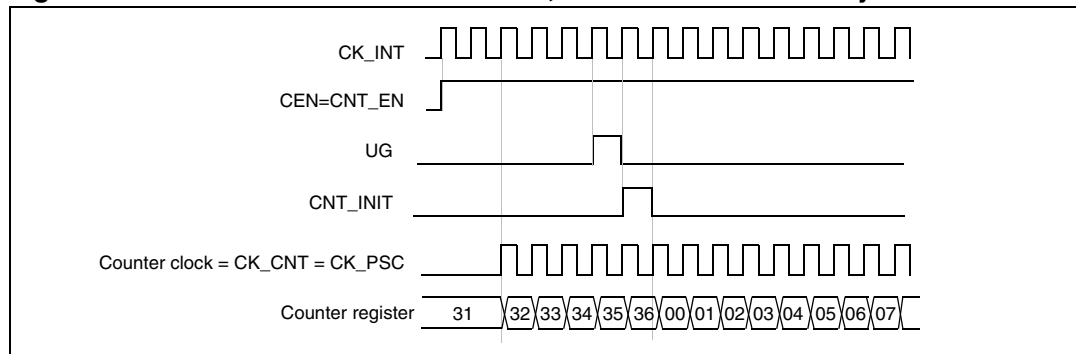 CK_INT
CEN=CNT_EN
UG
CNT_INIT
Counter clock = CK_CNT = CK_PSC
Counter register 31 32 33 34 35 36 00 01 02 03 04 05 06 07